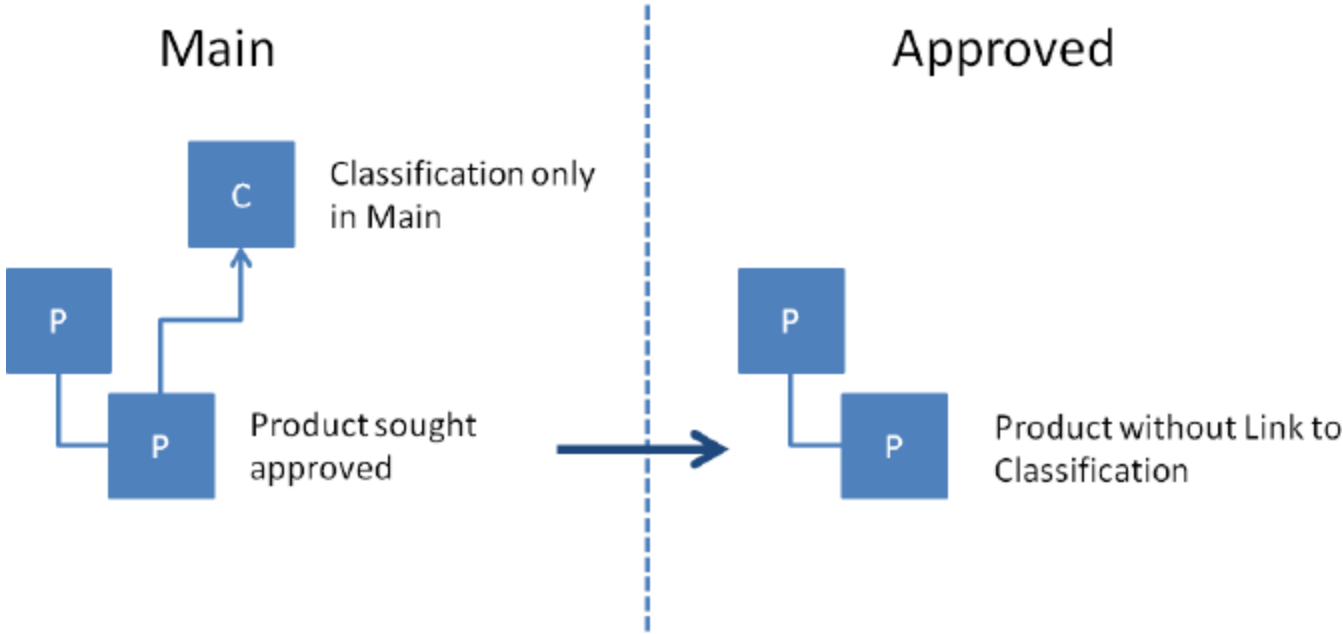 Main
Approved
C
Classification only
in Main
P
P
P
Product sought
approved
P
Product without Link to
Classification